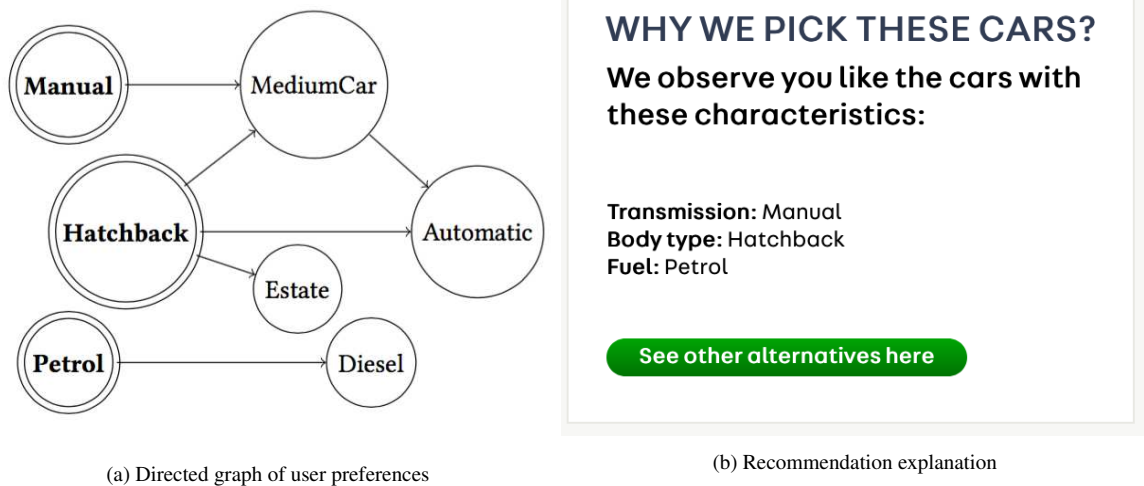 Manual
MediumCar
Hatchback
Automatic
Estate
Petrol
Diesel
(a) Directed graph of user preferences
WHY WE PICK THESE CARS?
We observe you like the cars with
these characteristics:
Transmission: Manual
Body type: Hatchback
Fuel: Petrol
See other alternatives here
(b) Recommendation explanation